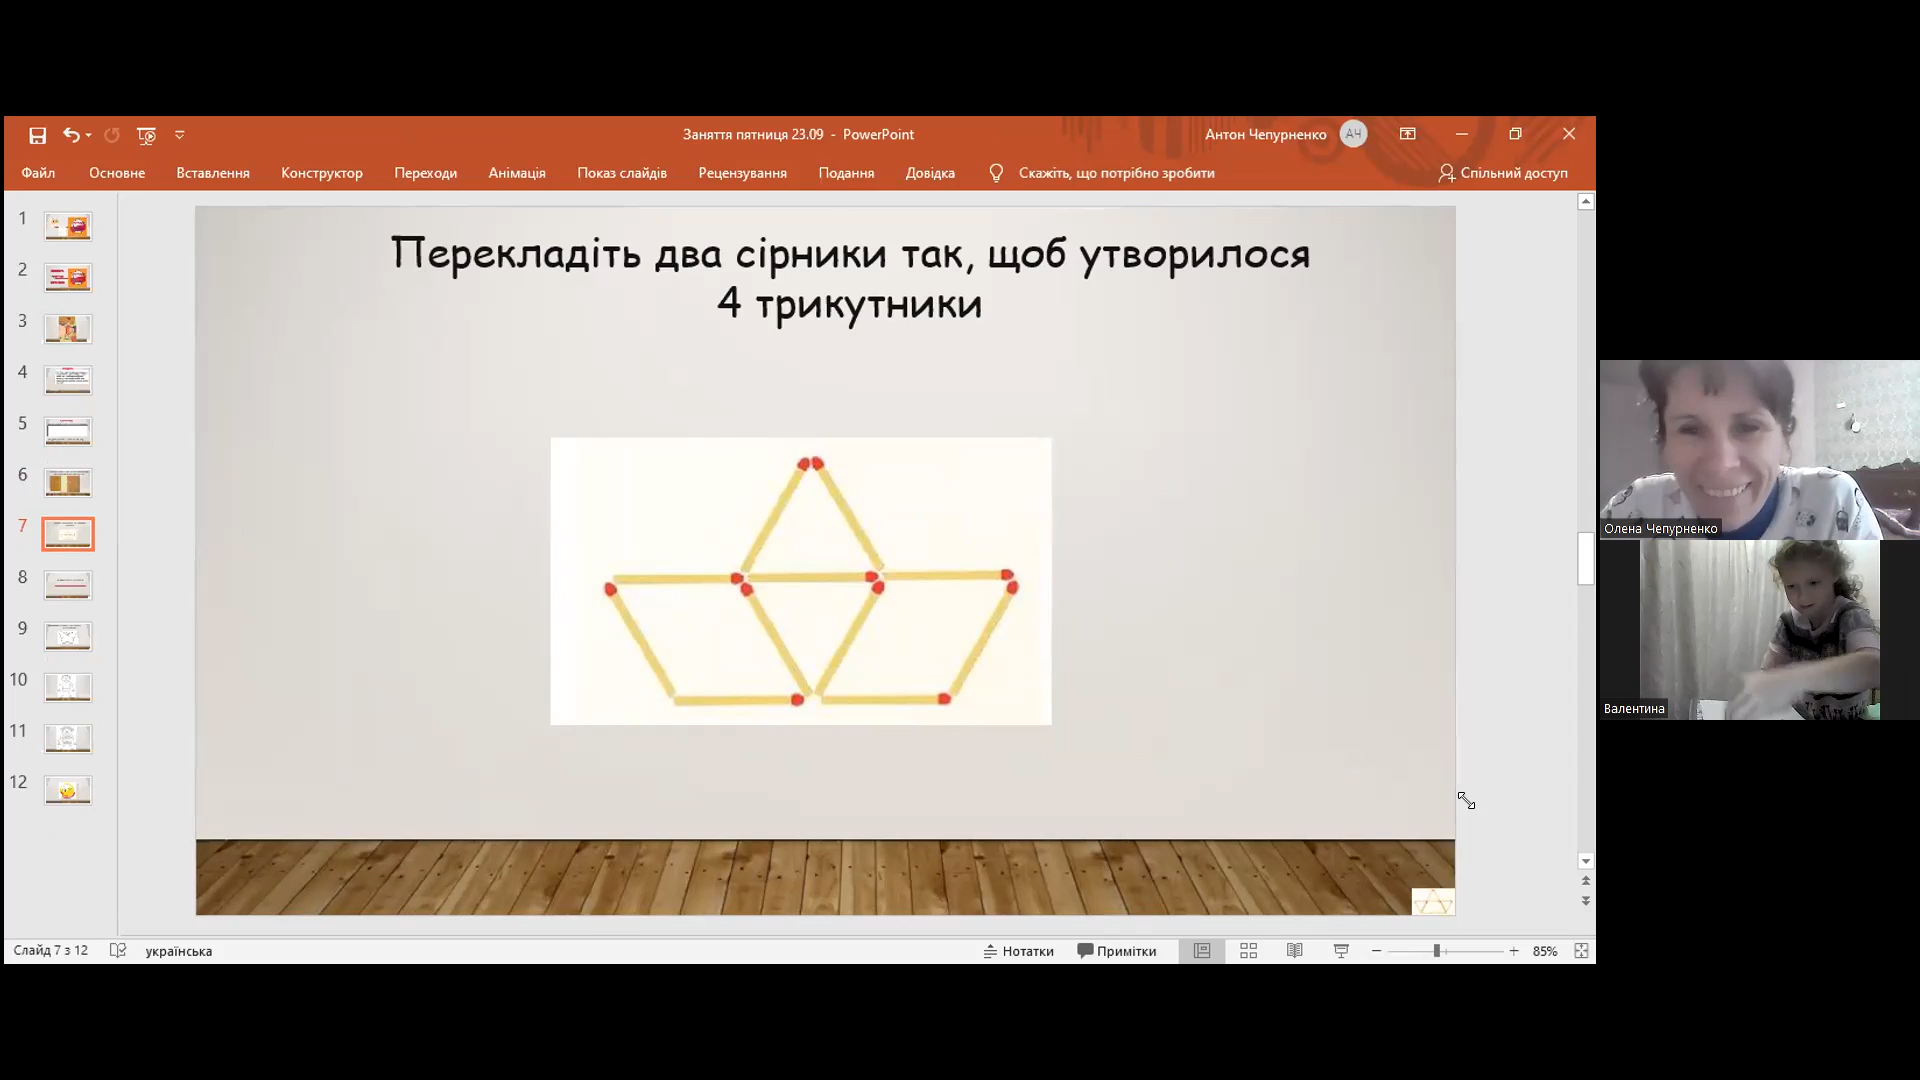 Заняття пятниця 23.09 - PowerPoint
Антон Чепурненко
АЧ
Файл
Основне
Вставлення
Конструктор
Переходи
Анімація
Показ слайдів
Рецензування
Подання
Довідка
Скажіть, що потрібно зробити
Спільний доступ
1
2
3
4
5
6
7
8
9
10
11
12
Перекладіть два сірники так, щоб утворилося
4 трикутники
Олена Чепурненко
Валентина
Слайд 7 з 12
українська
Нотатки
Примітки
85%